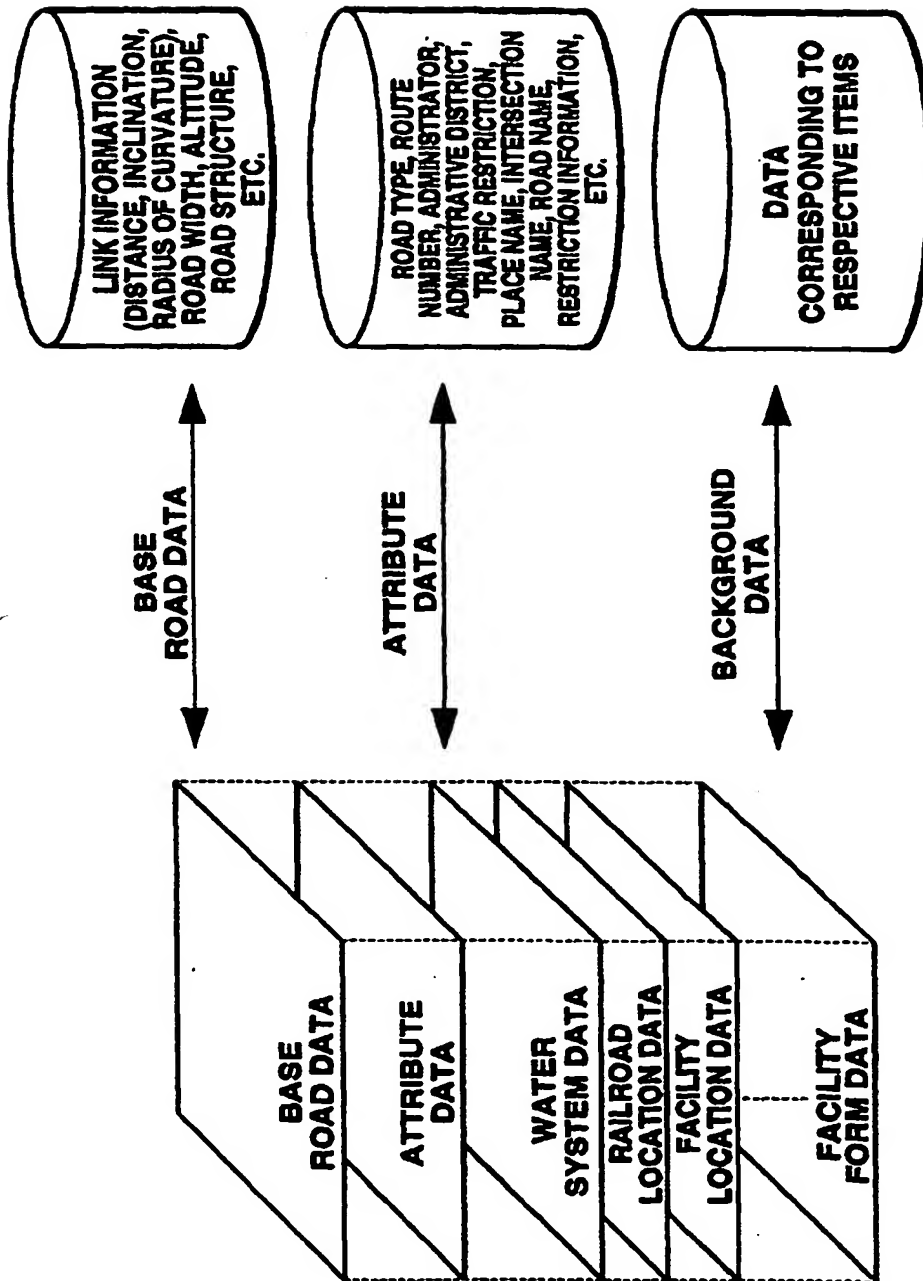 BASE
ROAD DATA
ATTRIBUTE
DATA
WATER
SYSTEM DATA
RAILROAD
LOCATION DATA
FACILITY
LOCATION DATA
FACILITY
FORM DATA
BASE
ROAD DATA
ATTRIBUTE
DATA
BACKGROUND
DATA
LINK INFORMATION
(DISTANCE, INCLINATION,
RADIUS OF CURVATURE),
ROAD WIDTH, ALTITUDE,
ROAD STRUCTURE,
ETC.
ROAD TYPE, ROUTE
NUMBER, ADMINISTRATOR,
ADMINISTRATIVE DISTRICT,
TRAFFIC RESTRICTION,
PLACE NAME, INTERSECTION
NAME, ROAD NAME,
RESTRICTION INFORMATION,
ETC.
DATA
CORRESPONDING TO
RESPECTIVE ITEMS